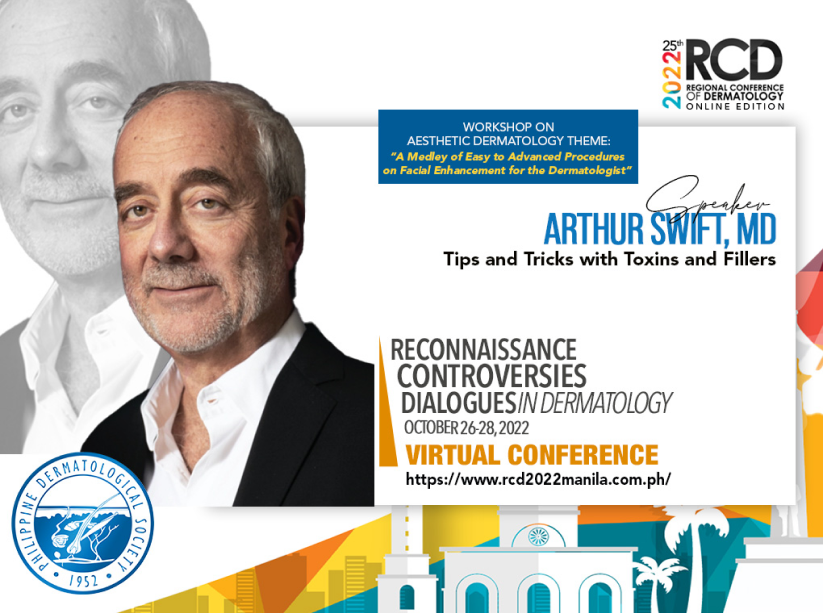 25th
2022
RCD
REGIONAL CONFERENCE
OF DERMATOLOGY
ONLINE EDITION
WORKSHOP ON
AESTHETIC DERMATOLOGY THEME:
“A Medley of Easy to Advanced Procedures
on Facial Enhancement for the Dermatologist”
Speaker
ARTHUR SWIFT, MD
Tips and Tricks with Toxins and Fillers
RECONNAISSANCE
CONTROVERSIES
DIALOGUES IN DERMATOLOGY
OCTOBER 26-28, 2022
VIRTUAL CONFERENCE
https://www.rcd2022manila.com.ph/
PHILIPPINE DERMATOLOGICAL SOCIETY
• 1952 •